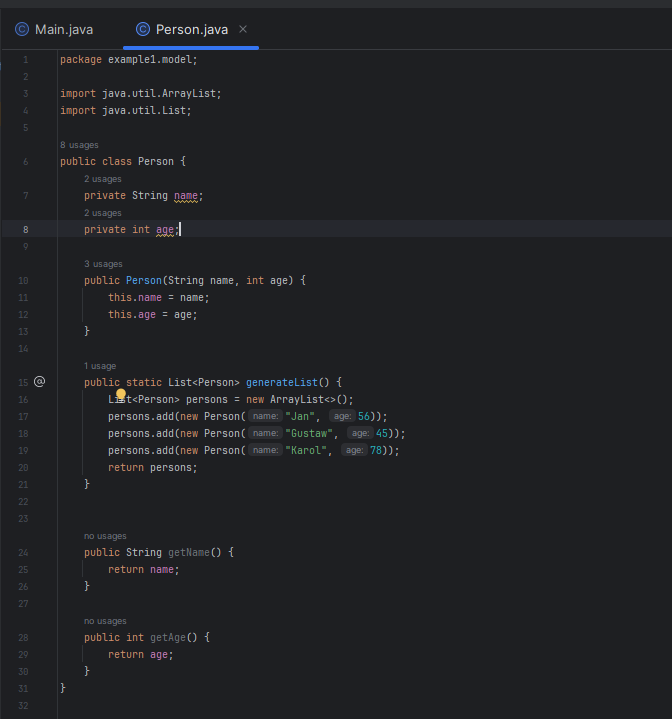 Main.java Person.java
1 package example1.model;
2
3 import java.util.ArrayList;
4 import java.util.List;
5
8 usages
6 public class Person {
2 usages
7 private String name;
2 usages
8 private int age;
9
3 usages
10 public Person(String name, int age) {
11 this.name = name;
12 this.age = age;
13 }
14
1 usage
15 public static List<Person> generateList() {
16 List<Person> persons = new ArrayList<>();
17 persons.add(new Person( name: "Jan", age: 56));
18 persons.add(new Person( name: "Gustaw", age: 45));
19 persons.add(new Person( name: "Karol", age: 78));
20 return persons;
21 }
22
23
no usages
24 public String getName() {
25 return name;
26 }
27
no usages
28 public int getAge() {
29 return age;
30 }
31 }
32